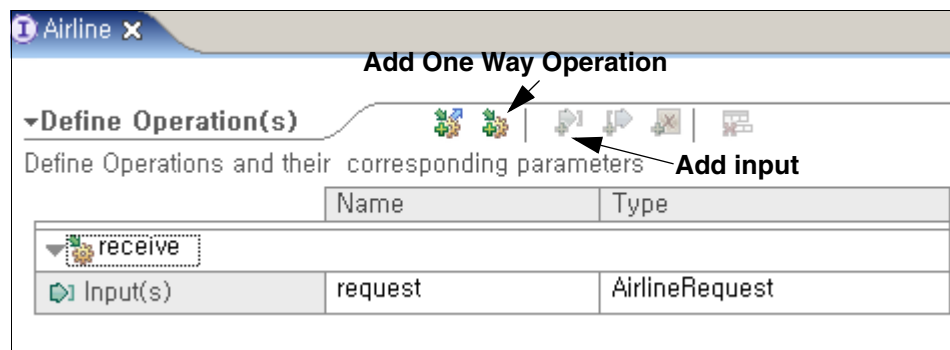 Airline
Add One Way Operation
Define Operation(s)
Define Operations and their corresponding parameters
Add input
Name Type
receive
Input(s) request AirlineRequest